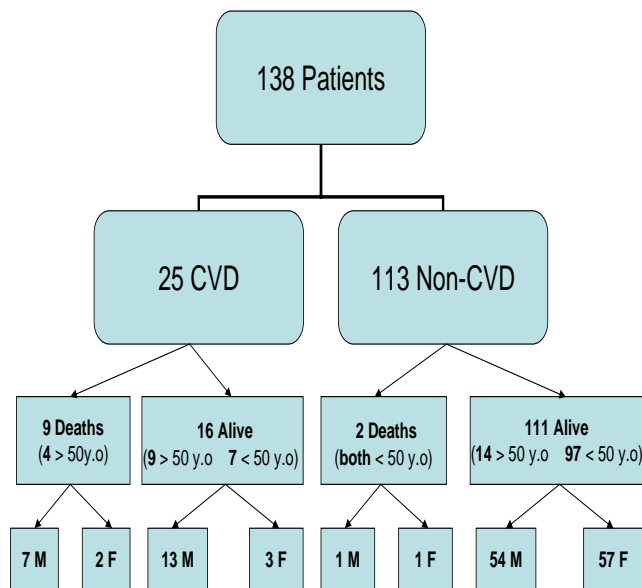 138 Patients
25 CVD
113 Non-CVD
9 Deaths
(4 > 50y.o)
16 Alive
(9 > 50 y.o 7 < 50 y.o)
2 Deaths
(both < 50 y.o)
111 Alive
(14 > 50 y.o 97 < 50 y.o)
7 M
2 F
13 M
3 F
1 M
1 F
54 M
57 F